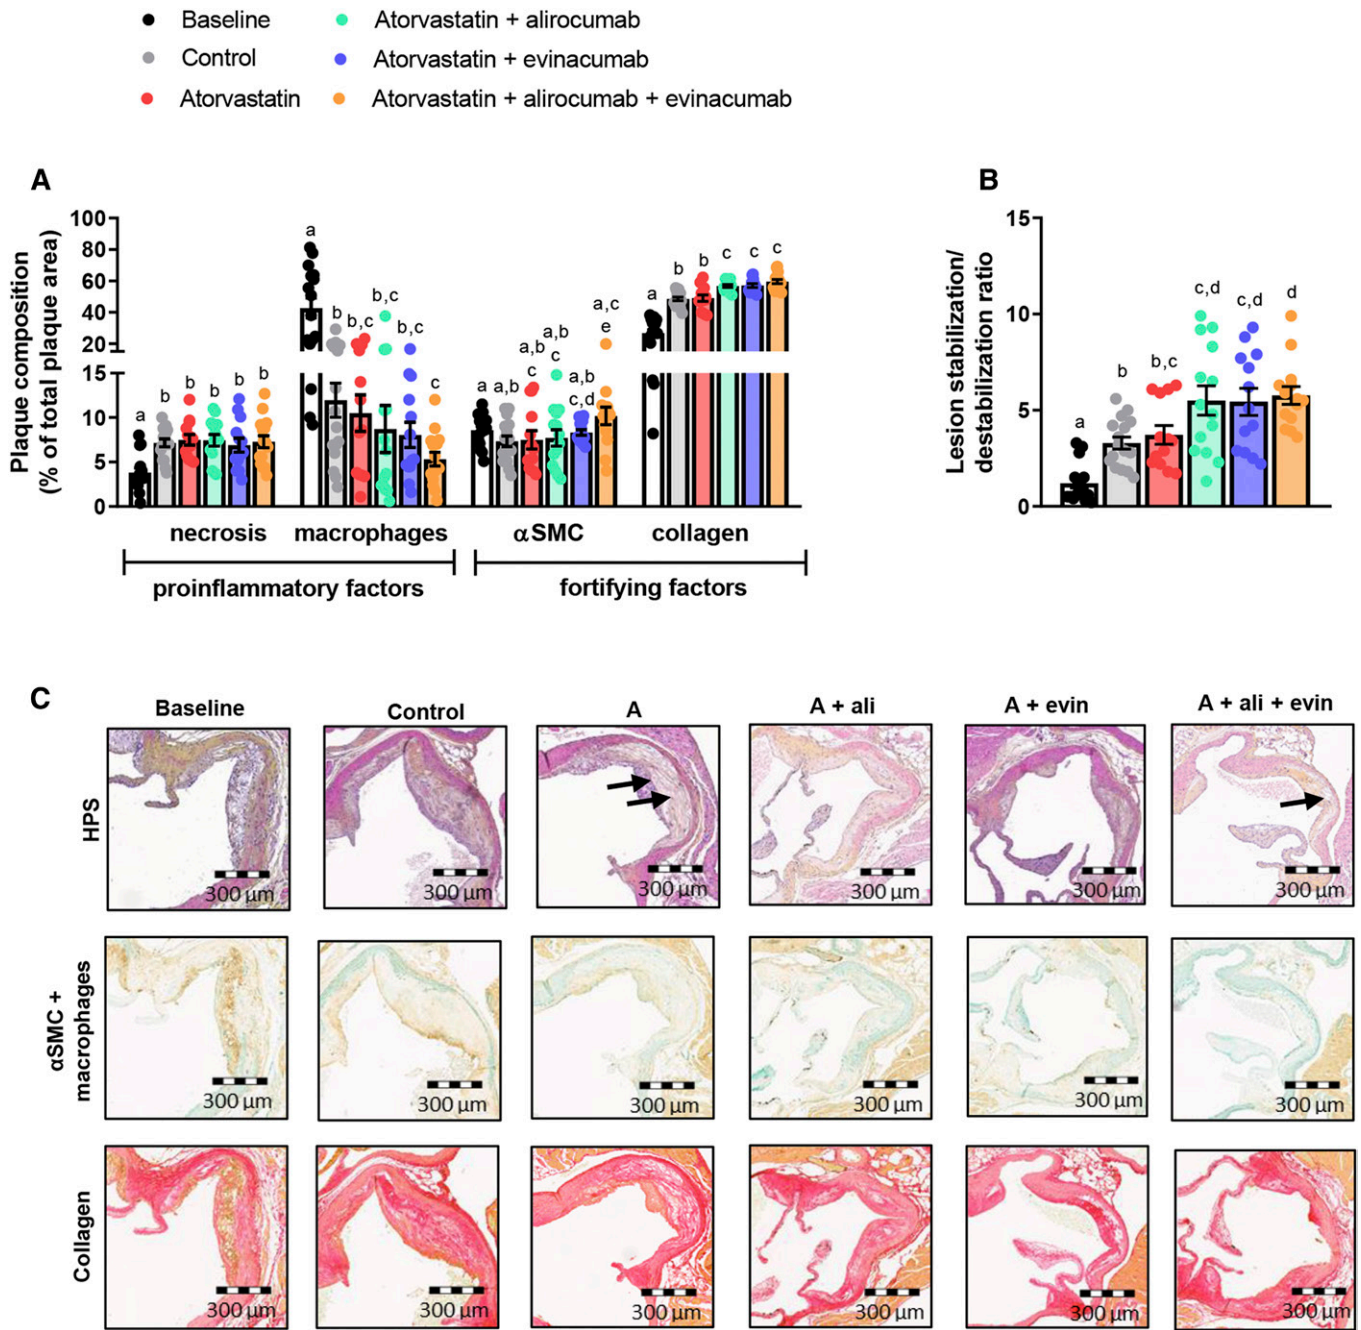 Baseline
Atorvastatin + alirocumab
Control
Atorvastatin + evinacumab
Atorvastatin
Atorvastatin + alirocumab + evinacumab
A
Plaque composition
(% of total plaque area)
100
80
60
40
20
15
10
5
0
a
b
b
b
b
b
a
b
b,c
b,c
b,c
c
a
a,b
a,b
c
a,b
c
a,b
c,d
a,c
e
a
b
b
c
c
c
necrosis
macrophages
αSMC
collagen
proinflammatory factors
fortifying factors
B
Lesion stabilization/
destabilization ratio
15
10
5
0
a
b
b,c
c,d
c,d
d
C
Baseline
Control
A
A + ali
A + evin
A + ali + evin
HPS
300 µm
300 µm
300 µm
300 µm
300 µm
300 µm
αSMC +
macrophages
300 µm
300 µm
300 µm
300 µm
300 µm
300 µm
Collagen
300 µm
300 µm
300 µm
300 µm
300 µm
300 µm